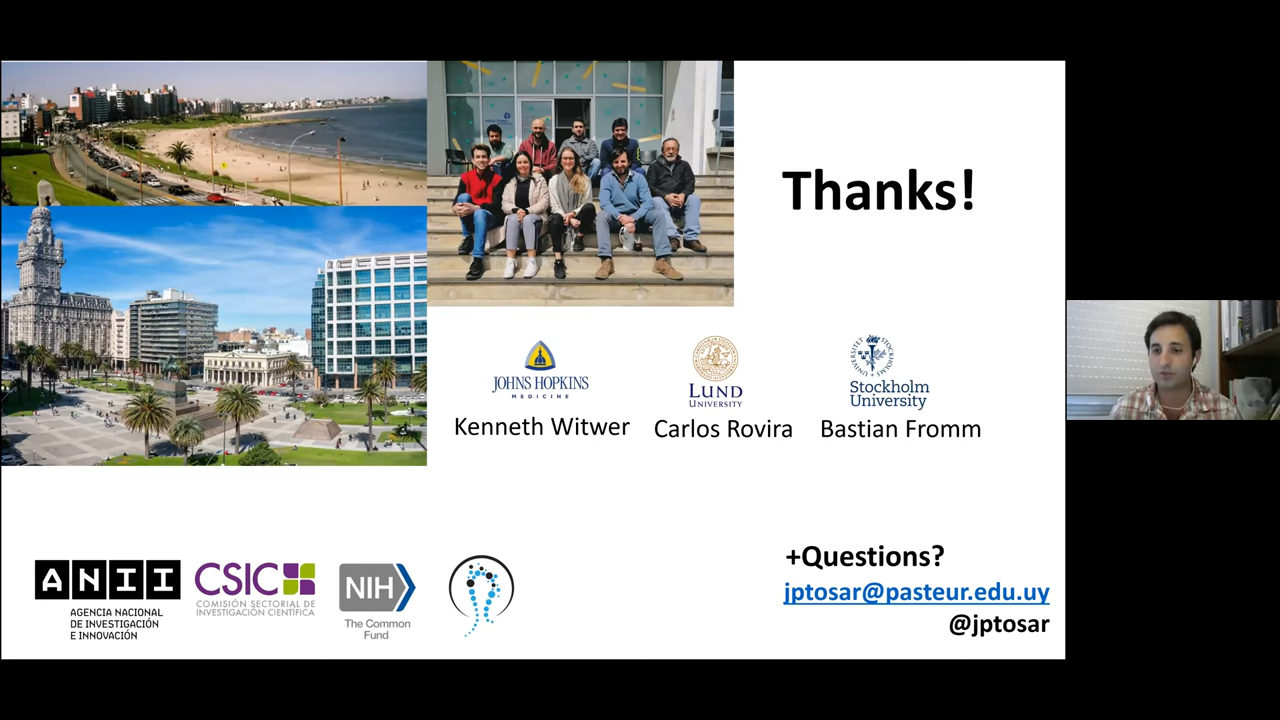 Thanks!
JOHNS HOPKINS
MEDICINE
Kenneth Witwer
LUND
UNIVERSITY
Carlos Rovira
Stockholm
University
Bastian Fromm
ANII
AGENCIA NACIONAL
DE INVESTIGACIÓN
E INNOVACIÓN
CSIC
COMISIÓN SECTORIAL DE
INVESTIGACIÓN CIENTÍFICA
NIH
The Common
Fund
+Questions?
jptosar@pasteur.edu.uy
@jptosar